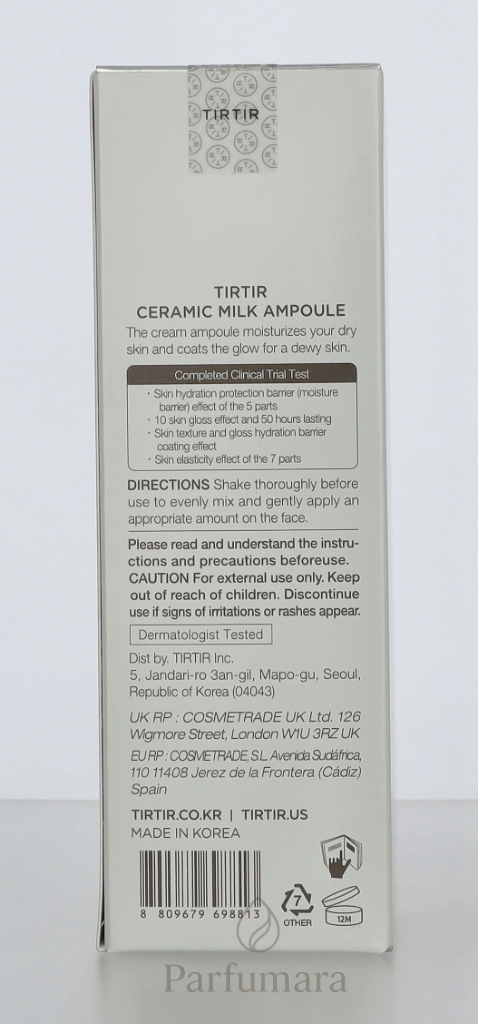 TIRTIR
TIRTIR
CERAMIC MILK AMPOULE
The cream ampoule moisturizes your dry
skin and coats the glow for a dewy skin.
Completed Clinical Trial Test
· Skin hydration protection barrier (moisture
barrier) effect of the 5 parts
· 10 skin gloss effect and 50 hours lasting
· Skin texture and gloss hydration barrier
coating effect
· Skin elasticity effect of the 7 parts
DIRECTIONS Shake thoroughly before
use to evenly mix and gently apply an
appropriate amount on the face.
Please read and understand the instru-
ctions and precautions beforeuse.
CAUTION For external use only. Keep
out of reach of children. Discontinue
use if signs of irritations or rashes appear.
Dermatologist Tested
Dist by. TIRTIR Inc.
5, Jandari-ro 3an-gil, Mapo-gu, Seoul,
Republic of Korea (04043)
UK RP : COSMETRADE UK Ltd. 126
Wigmore Street, London W1U 3RZ UK
EU RP : COSMETRADE, S.L. Avenida Sudáfrica,
110 11408 Jerez de la Frontera (Cádiz)
Spain
TIRTIR.CO.KR | TIRTIR.US
MADE IN KOREA
8 809679 698813
7
OTHER
12M
Parfumara